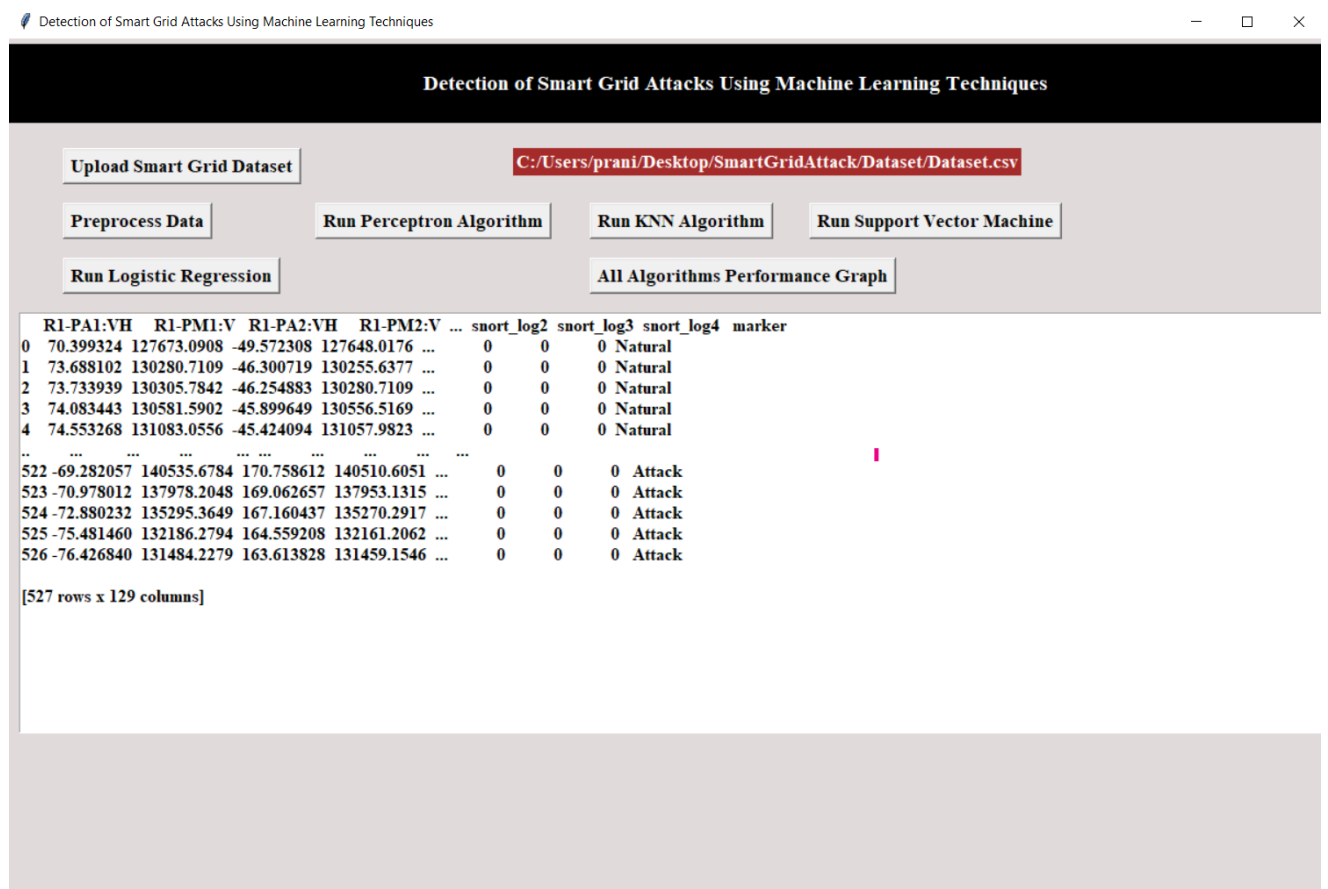 Detection of Smart Grid Attacks Using Machine Learning Techniques
Detection of Smart Grid Attacks Using Machine Learning Techniques
Upload Smart Grid Dataset C:/Users/prani/Desktop/SmartGridAttack/Dataset/Dataset.csv
Preprocess Data Run Perceptron Algorithm Run KNN Algorithm Run Support Vector Machine
Run Logistic Regression All Algorithms Performance Graph
R1-PA1:VH R1-PM1:V R1-PA2:VH R1-PM2:V ... snort_log2 snort_log3 snort_log4 marker
0 70.399324 127673.0908 -49.572308 127648.0176 ... 0 0 0 Natural
1 73.688102 130280.7109 -46.300719 130255.6377 ... 0 0 0 Natural
2 73.733939 130305.7842 -46.254883 130280.7109 ... 0 0 0 Natural
3 74.083443 130581.5902 -45.899649 130556.5169 ... 0 0 0 Natural
4 74.553268 131083.0556 -45.424094 131057.9823 ... 0 0 0 Natural
.. ... ... ... ... ... ... ... ... ...
522 -69.282057 140535.6784 170.758612 140510.6051 ... 0 0 0 Attack
523 -70.978012 137978.2048 169.062657 137953.1315 ... 0 0 0 Attack
524 -72.880232 135295.3649 167.160437 135270.2917 ... 0 0 0 Attack
525 -75.481460 132186.2794 164.559208 132161.2062 ... 0 0 0 Attack
526 -76.426840 131484.2279 163.613828 131459.1546 ... 0 0 0 Attack
[527 rows x 129 columns]